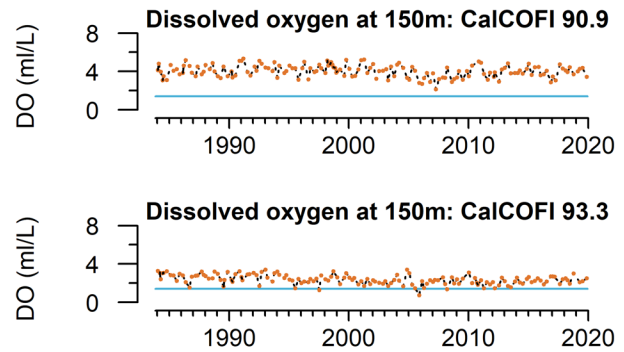 Dissolved oxygen at 150m: CalCOFI 90.9
DO (ml/L)
8
4
0
1990 2000 2010 2020
Dissolved oxygen at 150m: CalCOFI 93.3
DO (ml/L)
8
4
0
1990 2000 2010 2020